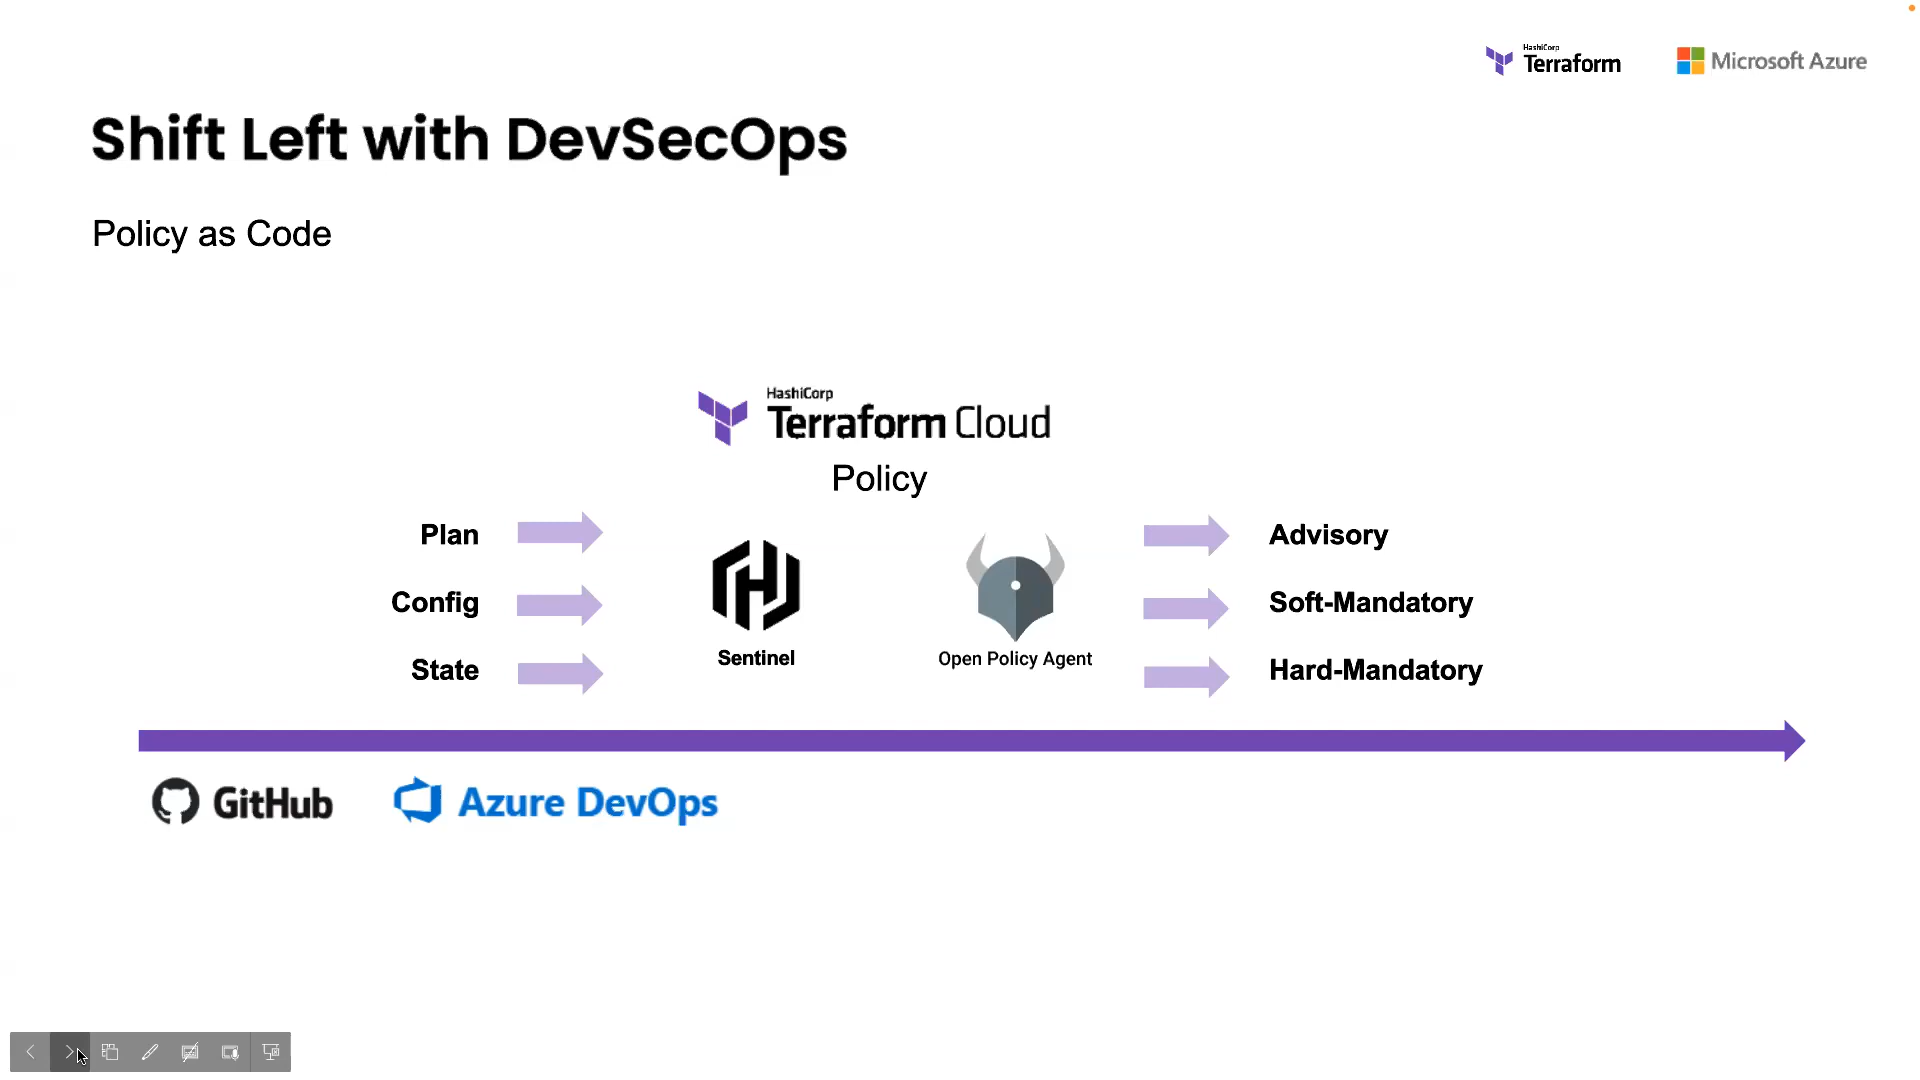 HashiCorp
Terraform
Microsoft Azure
Shift Left with DevSecOps
Policy as Code
HashiCorp
Terraform Cloud
Policy
Plan
Config
State
Sentinel
Open Policy Agent
Advisory
Soft-Mandatory
Hard-Mandatory
GitHub
Azure DevOps